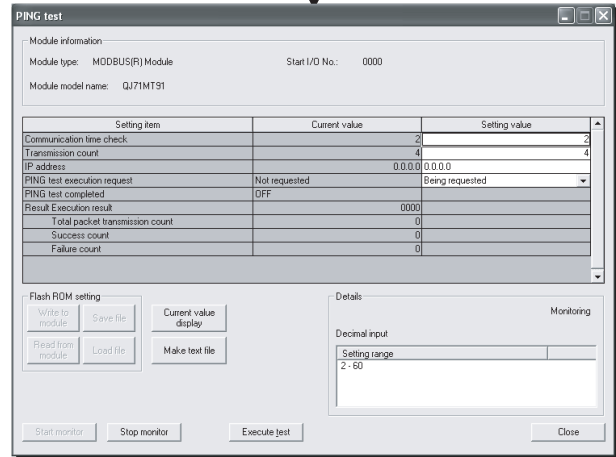 PING test
Module information
Module type: MODBUS(R) Module Start I/O No.: 0000
Module model name: QJ71MT91
Setting item Current value Setting value
Communication time check 2 2
Transmission count 4 4
IP address 0.0.0.0 0.0.0.0
PING test execution request Not requested Being requested
PING test completed OFF
Result Execution result 0000
Total packet transmission count 0
Success count 0
Failure count 0
Flash ROM setting
Write to module
Save file
Read from module
Load file
Current value display
Make text file
Details
Monitoring
Decimal input
Setting range
2 - 60
Start monitor Stop monitor Execute test Close